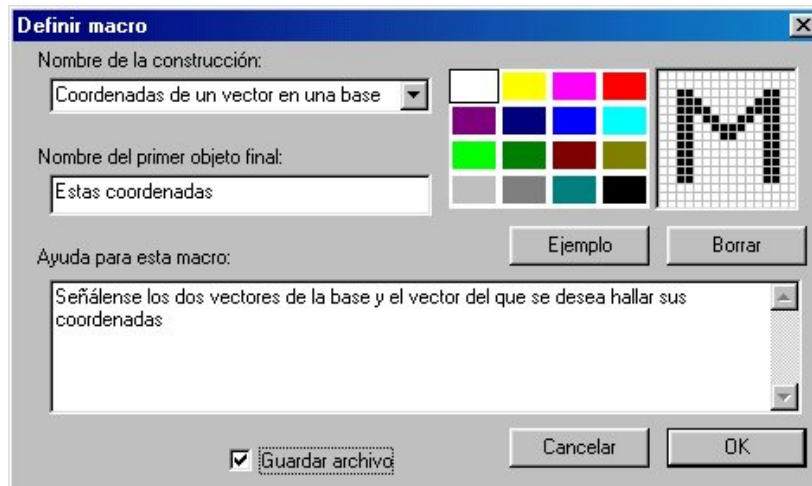 Definir macro
Nombre de la construcción:
Coordenadas de un vector en una base
Nombre del primer objeto final:
Estas coordenadas
Ejemplo
Borrar
Ayuda para esta macro:
Señálense los dos vectores de la base y el vector del que se desea hallar sus
coordenadas
Guardar archivo
Cancelar
OK